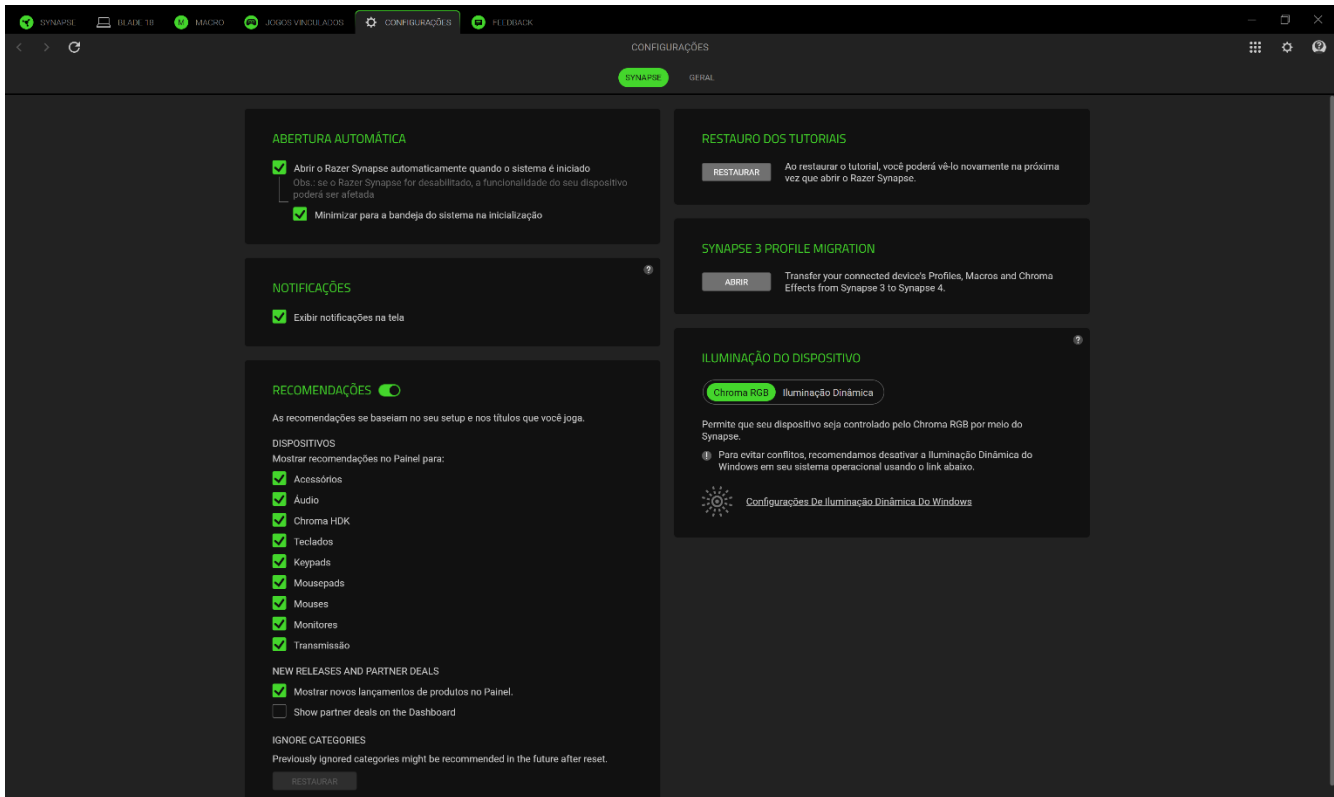 SYNAPSE
BLADE 18
MACRO
JOGOS VINCULADOS
CONFIGURAÇÕES
FEEDBACK
CONFIGURAÇÕES
SYNAPSE
GERAL
ABERTURA AUTOMÁTICA
Abrir o Razer Synapse automaticamente quando o sistema é iniciado
Obs.: se o Razer Synapse for desabilitado, a funcionalidade do seu dispositivo
poderá ser afetada
Minimizar para a bandeja do sistema na inicialização
NOTIFICAÇÕES
Exibir notificações na tela
RECOMENDAÇÕES
As recomendações se baseiam no seu setup e nos títulos que você joga.
DISPOSITIVOS
Mostrar recomendações no Painel para:
Acessórios
Áudio
Chroma HDK
Teclados
Keypads
Mousepads
Mouses
Monitores
Transmissão
NEW RELEASES AND PARTNER DEALS
Mostrar novos lançamentos de produtos no Painel.
Show partner deals on the Dashboard
IGNORE CATEGORIES
Previously ignored categories might be recommended in the future after reset.
RESTAURAR
RESTAURO DOS TUTORIAIS
RESTAURAR
Ao restaurar o tutorial, você poderá vê-lo novamente na próxima
vez que abrir o Razer Synapse.
SYNAPSE 3 PROFILE MIGRATION
ABRIR
Transfer your connected device's Profiles, Macros and Chroma
Effects from Synapse 3 to Synapse 4.
ILUMINAÇÃO DO DISPOSITIVO
Chroma RGB
Iluminação Dinâmica
Permite que seu dispositivo seja controlado pelo Chroma RGB por meio do
Synapse.
Para evitar conflitos, recomendamos desativar a Iluminação Dinâmica do
Windows em seu sistema operacional usando o link abaixo.
Configurações De Iluminação Dinâmica Do Windows